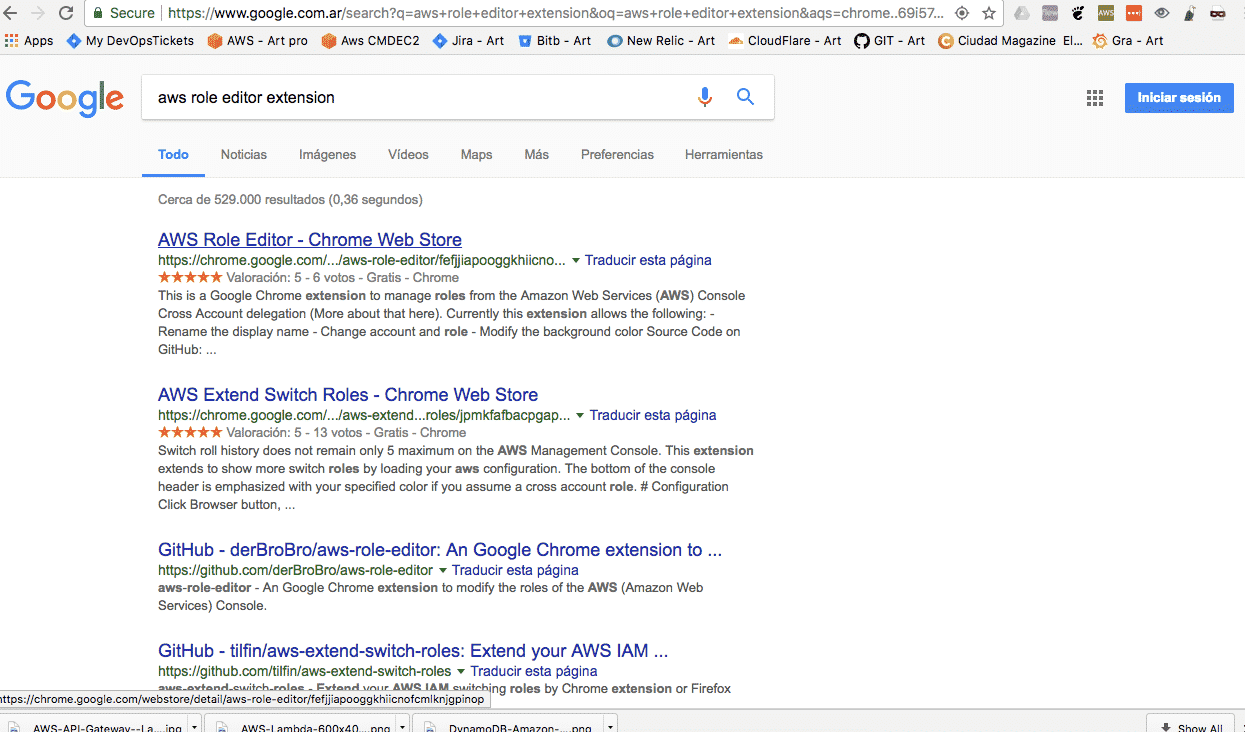 Secure https://www.google.com.ar/search?q=aws+role+editor+extension&oq=aws+role+editor+extension&aqs=chrome..69i57...
Apps My DevOpsTickets AWS - Art pro Aws CMDEC2 Jira - Art Bitb - Art New Relic - Art CloudFlare - Art GIT - Art Ciudad Magazine El... Gra - Art
Google aws role editor extension Iniciar sesión
Todo Noticias Imágenes Vídeos Maps Más Preferencias Herramientas
Cerca de 529.000 resultados (0,36 segundos)
AWS Role Editor - Chrome Web Store
https://chrome.google.com/.../aws-role-editor/fefjjiapooggkhiicno... Traducir esta página
Valoración: 5 - 6 votos - Gratis - Chrome
This is a Google Chrome extension to manage roles from the Amazon Web Services (AWS) Console
Cross Account delegation (More about that here). Currently this extension allows the following: -
Rename the display name - Change account and role - Modify the background color Source Code on
GitHub: ...
AWS Extend Switch Roles - Chrome Web Store
https://chrome.google.com/.../aws-extend...roles/jpmkfafbacpgap... Traducir esta página
Valoración: 5 - 13 votos - Gratis - Chrome
Switch roll history does not remain only 5 maximum on the AWS Management Console. This extension
extends to show more switch roles by loading your aws configuration. The bottom of the console
header is emphasized with your specified color if you assume a cross account role. # Configuration
Click Browser button, ...
GitHub - derBroBro/aws-role-editor: An Google Chrome extension to ...
https://github.com/derBroBro/aws-role-editor Traducir esta página
aws-role-editor - An Google Chrome extension to modify the roles of the AWS (Amazon Web
Services) Console.
GitHub - tilfin/aws-extend-switch-roles: Extend your AWS IAM ...
https://github.com/tilfin/aws-extend-switch-roles Traducir esta página
aws-extend-switch-roles - Extend your AWS IAM switching roles by Chrome extension or Firefox
https://chrome.google.com/webstore/detail/aws-role-editor/fefjjiapooggkhiicnofcmlknjgpinop
AWS-API-Gateway--La....jpg AWS-Lambda-600x40....png DynamoDB-Amazon-....png Show All